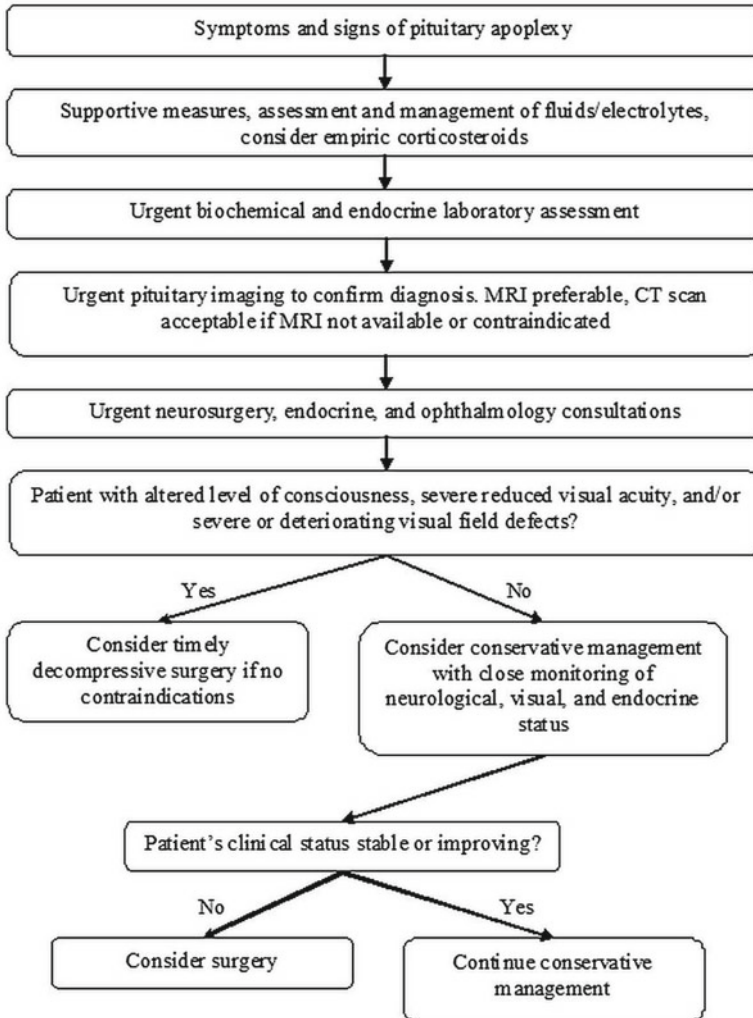 Symptoms and signs of pituitary apoplexy
Supportive measures, assessment and management of fluids/electrolytes,
consider empiric corticosteroids
Urgent biochemical and endocrine laboratory assessment
Urgent pituitary imaging to confirm diagnosis. MRI preferable, CT scan
acceptable if MRI not available or contraindicated
Urgent neurosurgery, endocrine, and ophthalmology consultations
Patient with altered level of consciousness, severe reduced visual acuity, and/or
severe or deteriorating visual field defects?
Yes
No
Consider timely
decompressive surgery if no
contraindications
Consider conservative management
with close monitoring of
neurological, visual, and endocrine
status
Patient's clinical status stable or improving?
No
Yes
Consider surgery
Continue conservative
management